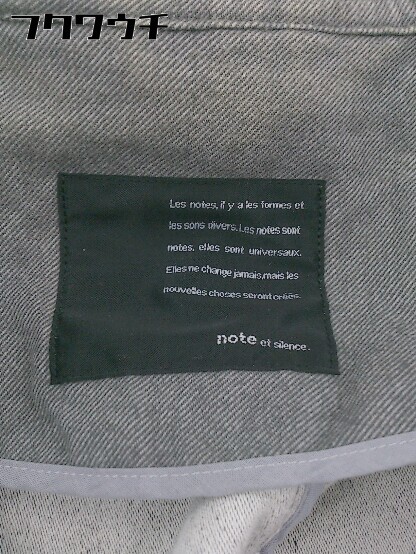 フクウウチ
Les notes, il y a les formes et
les sons divers. Les notes sont
notes. elles sont universaux.
Elles ne change jamais, mais les
nouvelles choses seront créés.
note et silence.